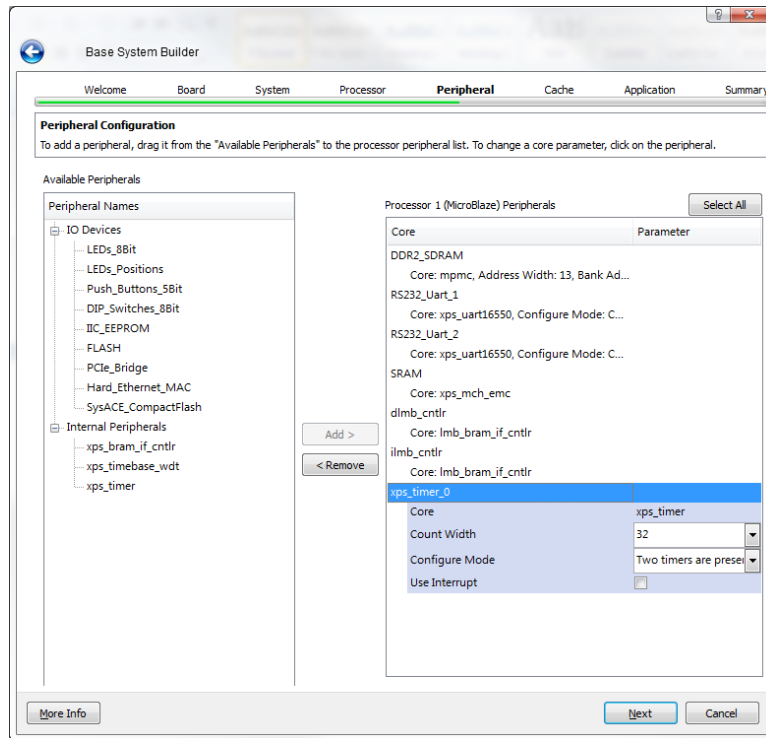 Base System Builder
Welcome Board System Processor Peripheral Cache Application Summary
Peripheral Configuration
To add a peripheral, drag it from the "Available Peripherals" to the processor peripheral list. To change a core parameter, click on the peripheral.
Available Peripherals
Peripheral Names
IO Devices
LEDs_8Bit
LEDs_Positions
Push_Buttons_5Bit
DIP_Switches_8Bit
IIC_EEPROM
FLASH
PCIe_Bridge
Hard_Ethernet_MAC
SysACE_CompactFlash
Internal Peripherals
xps_bram_if_cntlr
xps_timebase_wdt
xps_timer
Add >
< Remove
Processor 1 (MicroBlaze) Peripherals
Select All
Core Parameter
DDR2_SDRAM
Core: mpmc, Address Width: 13, Bank Ad...
RS232_Uart_1
Core: xps_uart16550, Configure Mode: C...
RS232_Uart_2
Core: xps_uart16550, Configure Mode: C...
SRAM
Core: xps_mch_emc
dlmb_cntlr
Core: lmb_bram_if_cntlr
ilmb_cntlr
Core: lmb_bram_if_cntlr
xps_timer_0
Core xps_timer
Count Width 32
Configure Mode Two timers are presei
Use Interrupt
More Info
Next Cancel